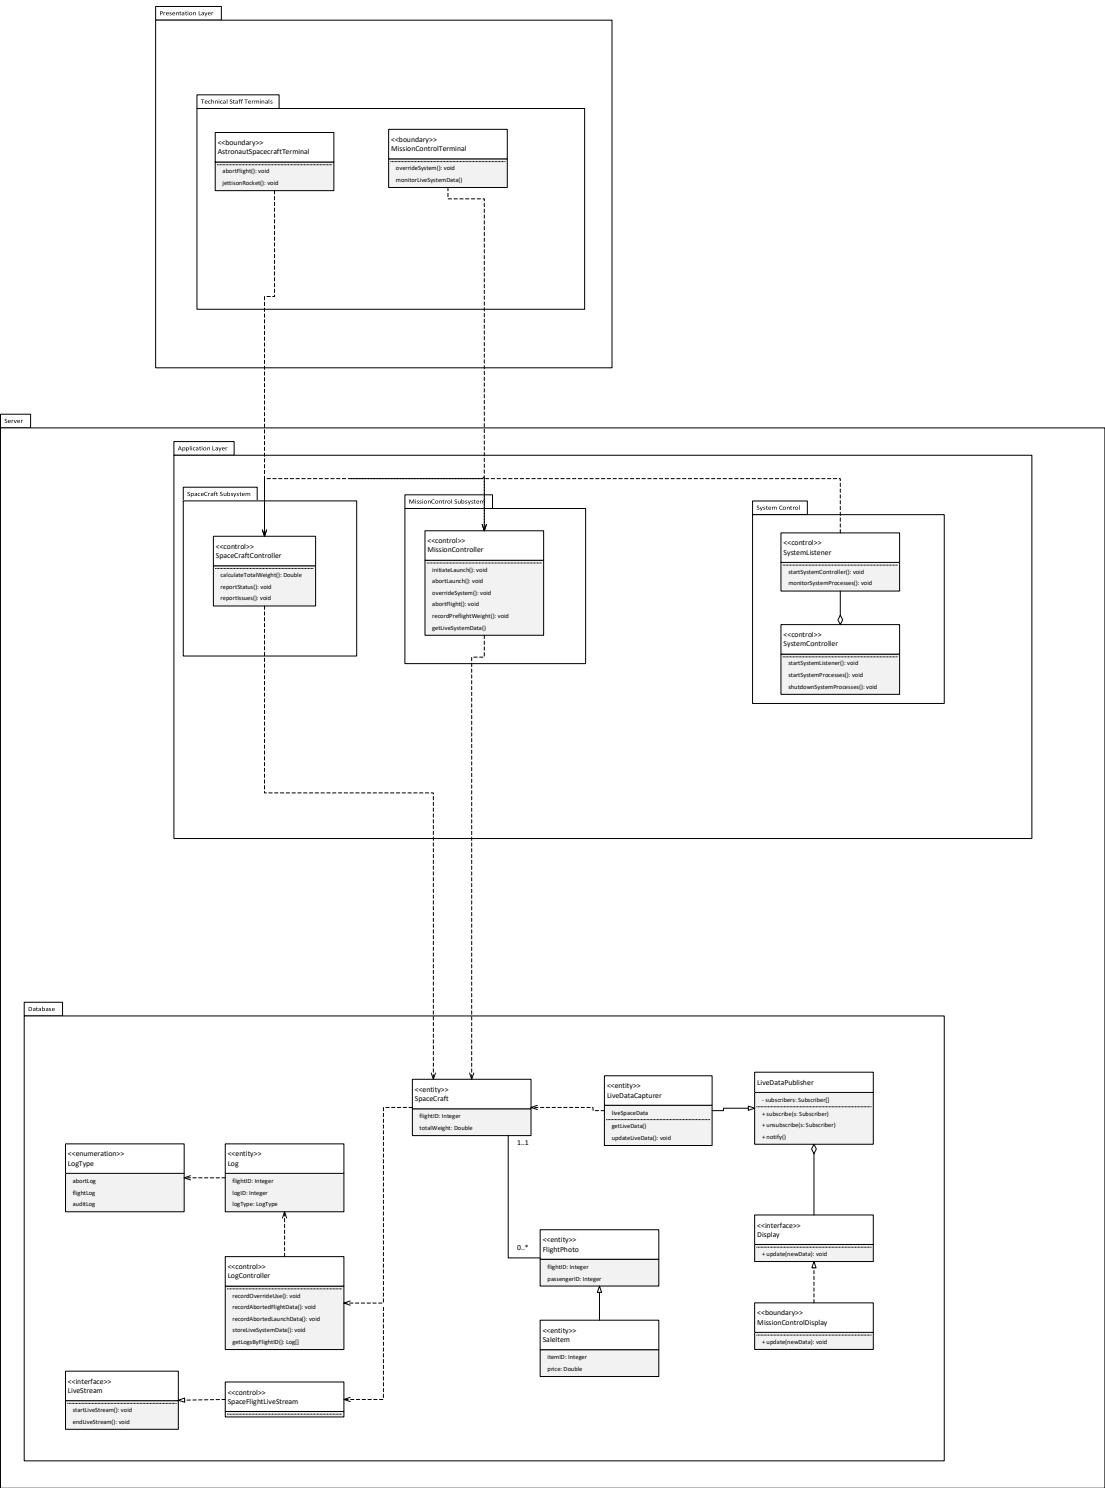 Presentation Layer
Technical Staff Terminals
<<boundary>>
AstronautSpacecraftTerminal
abortFlight(): void
jettisonRocket(): void
<<boundary>>
MissionControlTerminal
overrideSystem(): void
monitorLiveSystemData()
Server
Application Layer
SpaceCraft Subsystem
<<control>>
SpaceCraftController
calculateTotalWeight(): Double
reportStatus(): void
reportIssues(): void
MissionControl Subsystem
<<control>>
MissionController
initiateLaunch(): void
abortLaunch(): void
overrideSystem(): void
abortFlight(): void
recordPreflightWeight(): void
getLiveSystemData()
System Control
<<control>>
SystemListener
startSystemController(): void
monitorSystemProcesses(): void
<<control>>
SystemController
startSystemListener(): void
startSystemProcesses(): void
shutdownSystemProcesses(): void
Database
<<entity>>
SpaceCraft
flightID: Integer
totalWeight: Double
1..1
<<entity>>
LiveDataCapturer
liveSpaceData
getLiveData()
updateLiveData(): void
LiveDataPublisher
- subscribers: Subscriber[]
+ subscribe(s: Subscriber)
+ unsubscribe(s: Subscriber)
+ notify()
<<enumeration>>
LogType
abortLog
flightLog
auditLog
<<entity>>
Log
flightID: Integer
logID: Integer
logType: LogType
<<control>>
LogController
recordOverrideUse(): void
recordAbortedFlightData(): void
recordAbortedLaunchData(): void
storeLiveSystemData(): void
getLogsByFlightID(): Log[]
0..*
<<entity>>
FlightPhoto
flightID: Integer
passengerID: Integer
<<entity>>
SaleItem
itemID: Integer
price: Double
<<interface>>
Display
+ update(newData): void
<<boundary>>
MissionControlDisplay
+ update(newData): void
<<interface>>
LiveStream
startLiveStream(): void
endLiveStream(): void
<<control>>
SpaceFlightLiveStream